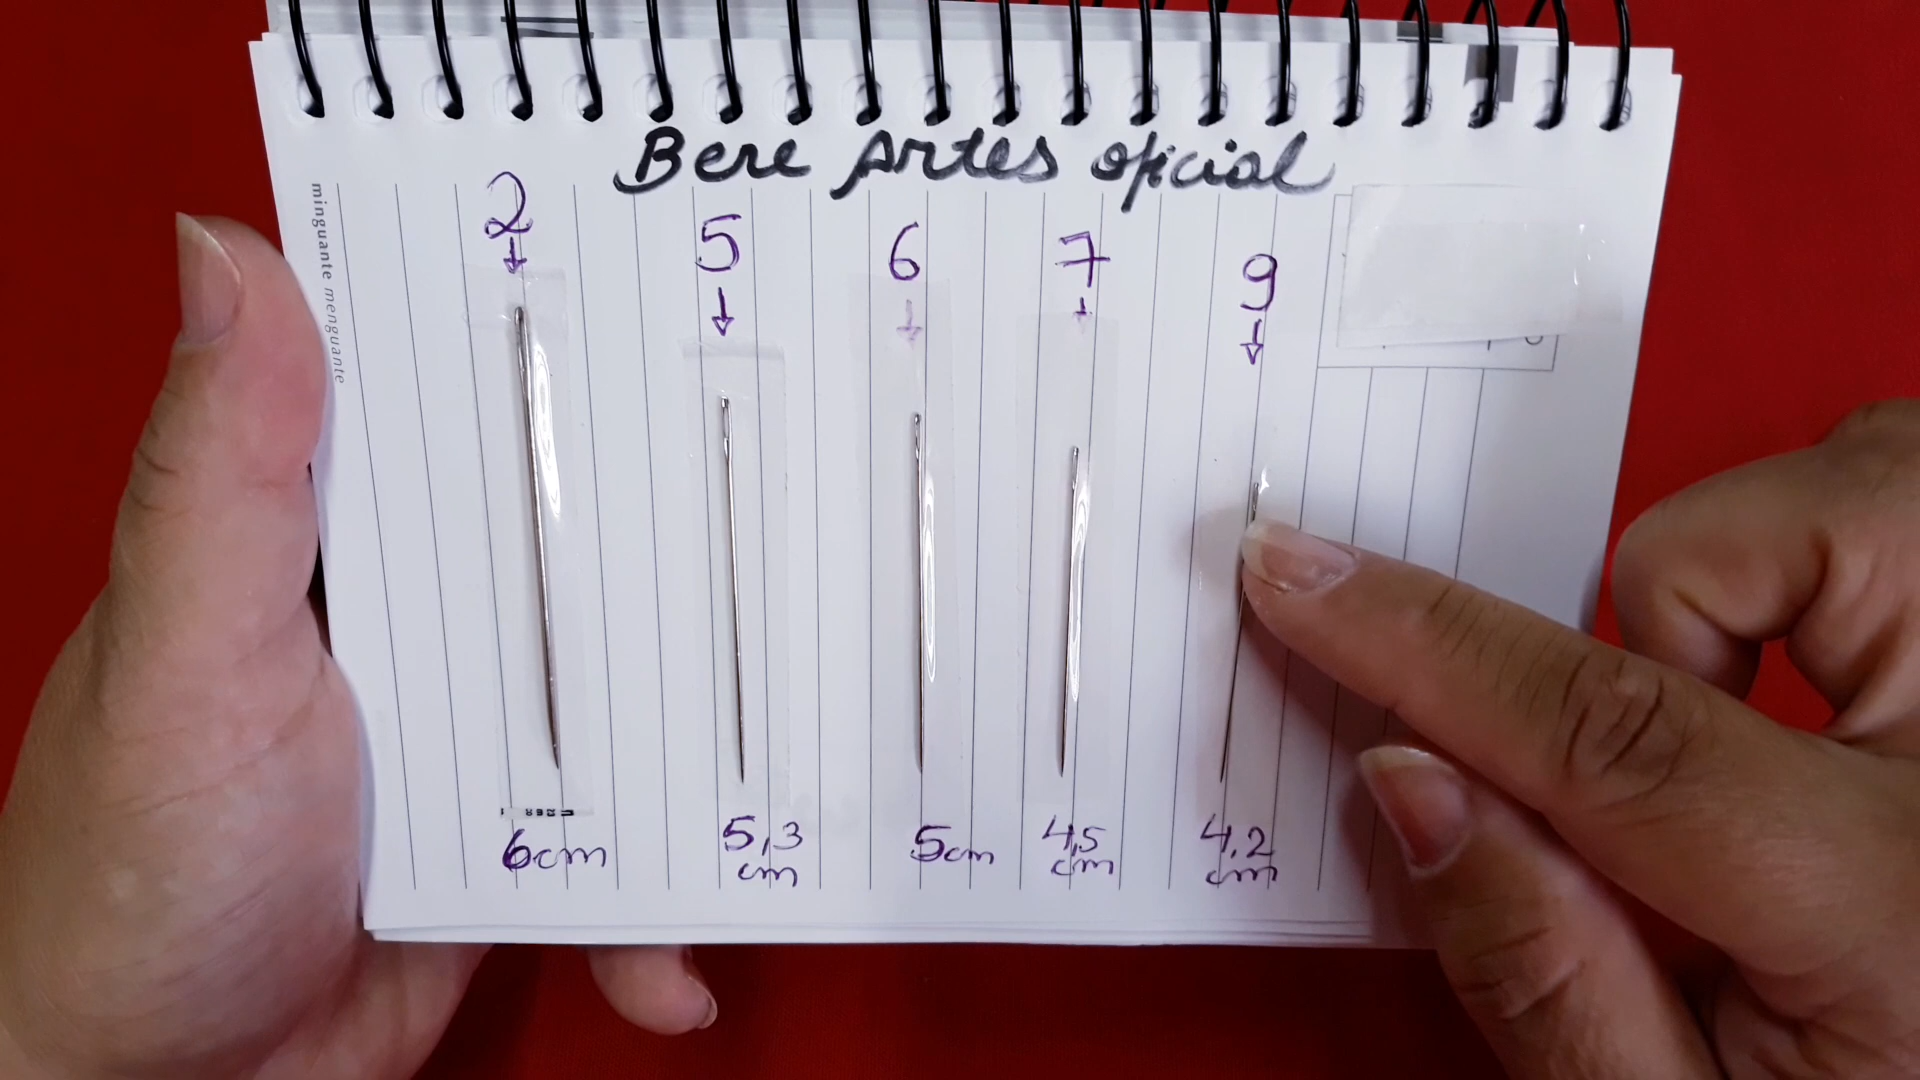 Bere Artes oficial
minguante menguante
2 5 6 7 9
6cm 5,3 cm 5cm 4,5 cm 4,2 cm